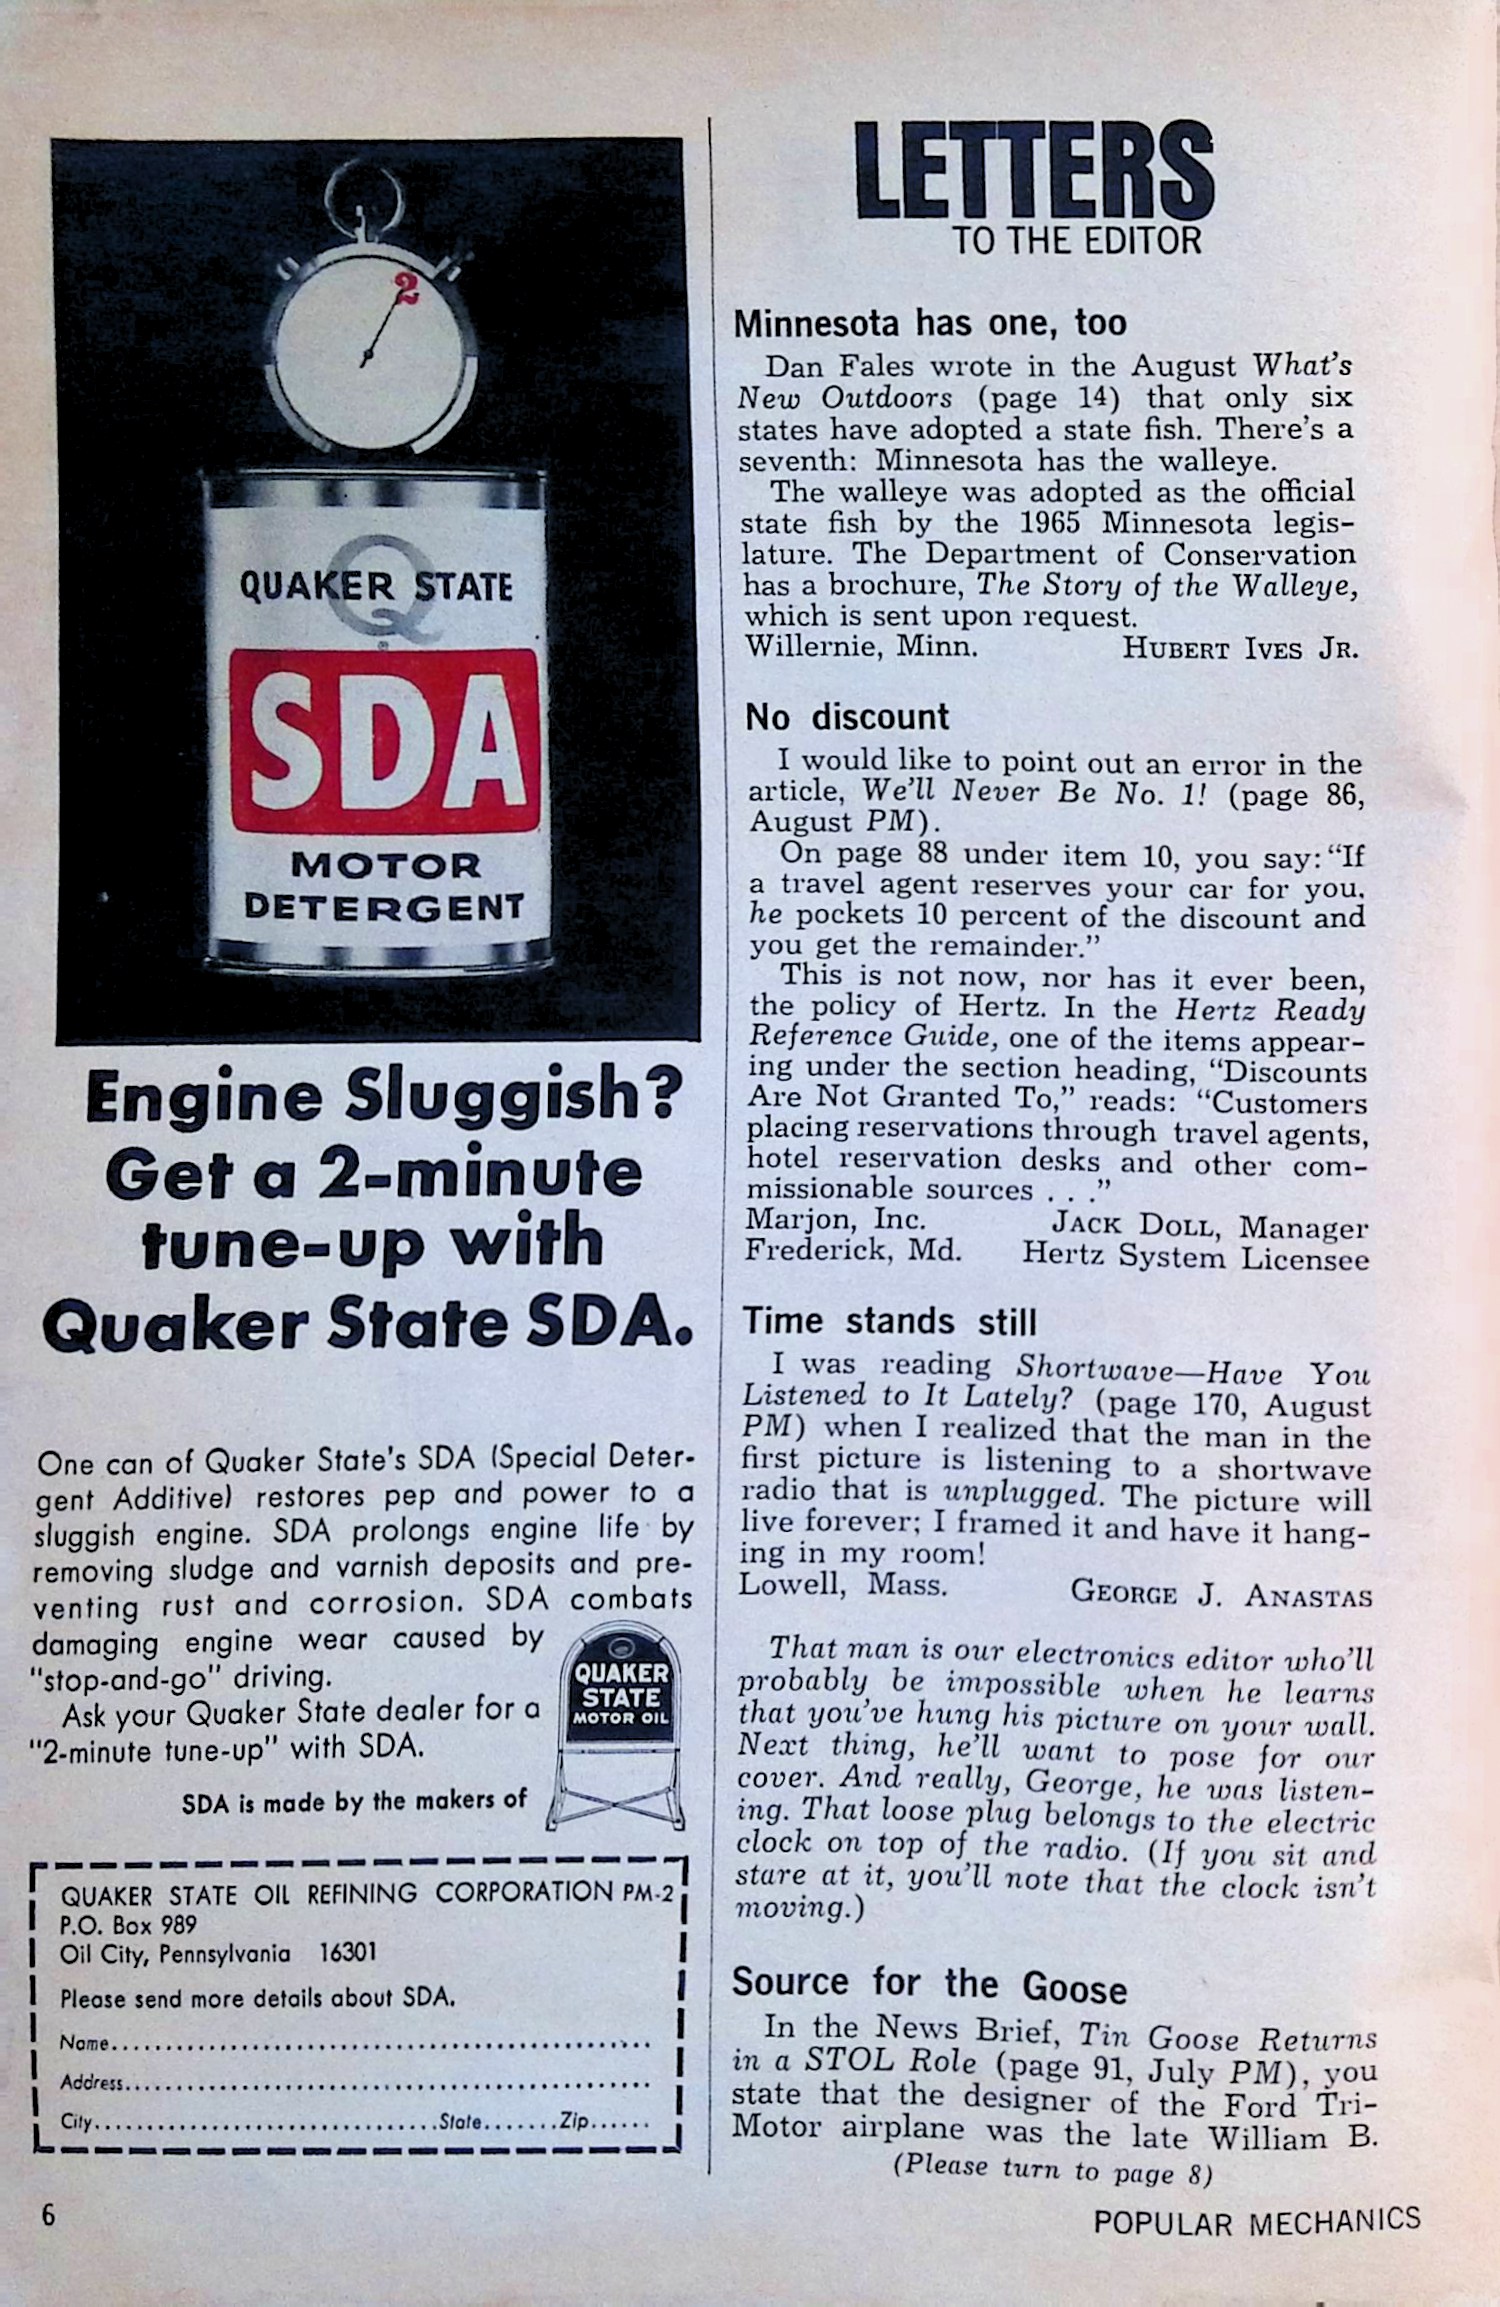 2
QUAKER STATE
®
SDA
MOTOR
DETERGENT
Engine Sluggish?
Get a 2-minute
tune-up with
Quaker State SDA.
One can of Quaker State's SDA (Special Deter-
gent Additive) restores pep and power to a
sluggish engine. SDA prolongs engine life by
removing sludge and varnish deposits and pre-
venting rust and corrosion. SDA combats
damaging engine wear caused by
"stop-and-go" driving.
Ask your Quaker State dealer for a
"2-minute tune-up" with SDA.
SDA is made by the makers of
QUAKER
STATE
MOTOR OIL
QUAKER STATE OIL REFINING CORPORATION PM-2
P.O. Box 989
Oil City, Pennsylvania 16301
Please send more details about SDA.
Name
Address
City State Zip
6
LETTERS
TO THE EDITOR
Minnesota has one, too
Dan Fales wrote in the August What's
New Outdoors (page 14) that only six
states have adopted a state fish. There's a
seventh: Minnesota has the walleye.
The walleye was adopted as the official
state fish by the 1965 Minnesota legis-
lature. The Department of Conservation
has a brochure, The Story of the Walleye,
which is sent upon request.
Willernie, Minn. HUBERT IVES JR.
No discount
I would like to point out an error in the
article, We'll Never Be No. 1! (page 86,
August PM).
On page 88 under item 10, you say: "If
a travel agent reserves your car for you,
he pockets 10 percent of the discount and
you get the remainder."
This is not now, nor has it ever been,
the policy of Hertz. In the Hertz Ready
Reference Guide, one of the items appear-
ing under the section heading, "Discounts
Are Not Granted To," reads: "Customers
placing reservations through travel agents,
hotel reservation desks and other com-
missionable sources . . ."
Marjon, Inc. JACK DOLL, Manager
Frederick, Md. Hertz System Licensee
Time stands still
I was reading Shortwave—Have You
Listened to It Lately? (page 170, August
PM) when I realized that the man in the
first picture is listening to a shortwave
radio that is unplugged. The picture will
live forever; I framed it and have it hang-
ing in my room!
Lowell, Mass. GEORGE J. ANASTAS
That man is our electronics editor who'll
probably be impossible when he learns
that you've hung his picture on your wall.
Next thing, he'll want to pose for our
cover. And really, George, he was listen-
ing. That loose plug belongs to the electric
clock on top of the radio. (If you sit and
stare at it, you'll note that the clock isn't
moving.)
Source for the Goose
In the News Brief, Tin Goose Returns
in a STOL Role (page 91, July PM), you
state that the designer of the Ford Tri-
Motor airplane was the late William B.
(Please turn to page 8)
POPULAR MECHANICS